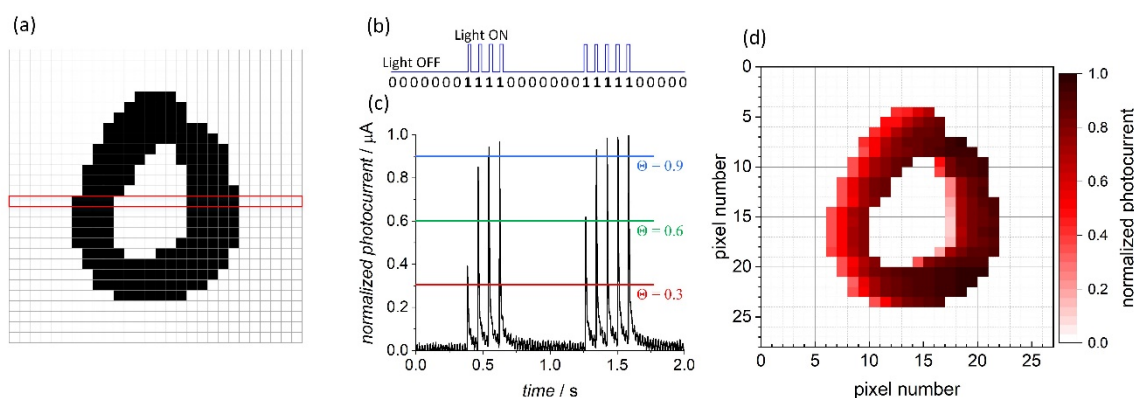 (a)
(b)
Light ON
Light OFF
0000000111100000001111100000
(c)
normalized photocurrent / μA
1.0
0.8
0.6
0.4
0.2
0.0
Θ – 0.9
Θ = 0.6
Θ – 0.3
0.0 0.5 1.0 1.5 2.0
time / s
(d)
pixel number
0
5
10
15
20
25
0 5 10 15 20 25
pixel number
1.0
0.8
0.6
0.4
0.2
0.0
normalized photocurrent